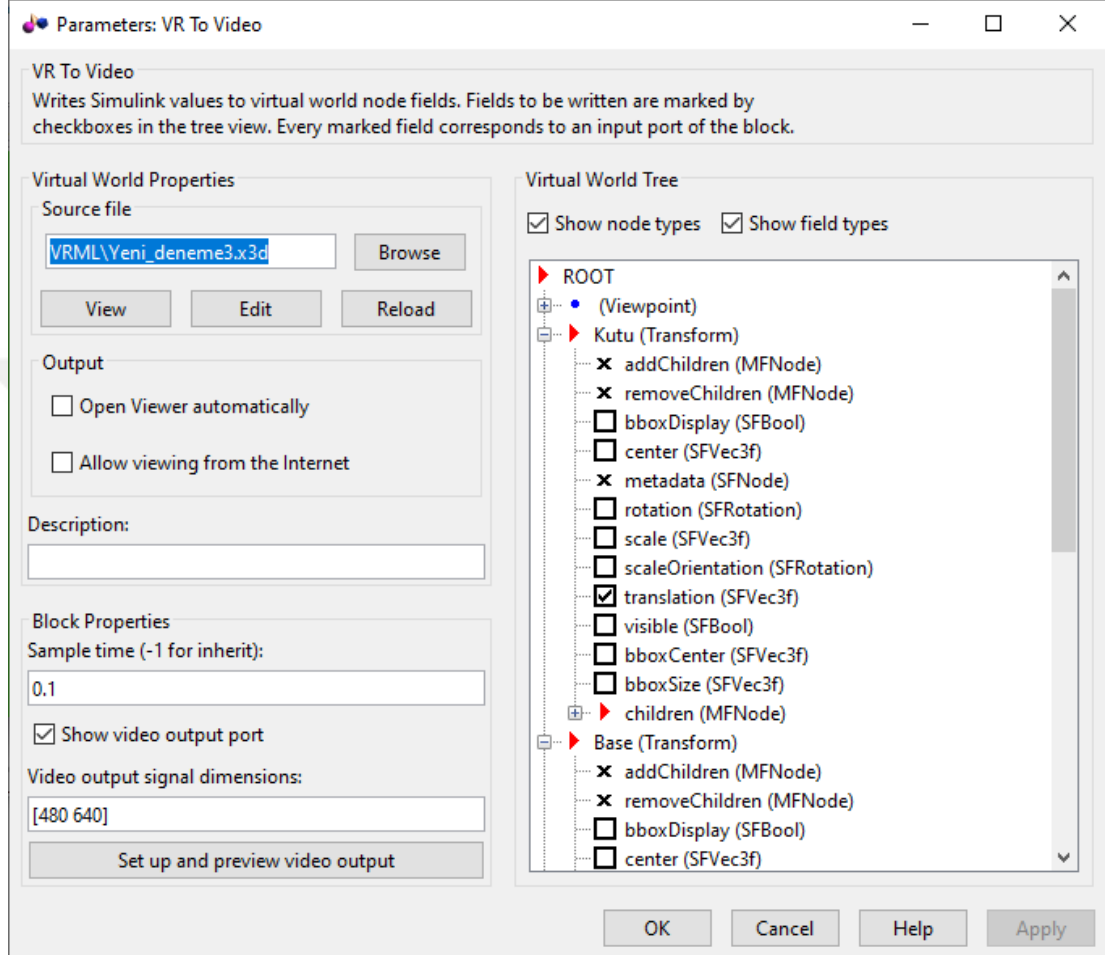 Parameters: VR To Video
VR To Video
Writes Simulink values to virtual world node fields. Fields to be written are marked by
checkboxes in the tree view. Every marked field corresponds to an input port of the block.
Virtual World Properties
Source file
VRML\Yeni_deneme3.x3d
Browse
View
Edit
Reload
Output
Open Viewer automatically
Allow viewing from the Internet
Description:
Block Properties
Sample time (-1 for inherit):
0.1
Show video output port
Video output signal dimensions:
[480 640]
Set up and preview video output
Virtual World Tree
Show node types
Show field types
ROOT
(Viewpoint)
Kutu (Transform)
addChildren (MFNode)
removeChildren (MFNode)
bboxDisplay (SFBool)
center (SFVec3f)
metadata (SFNode)
rotation (SFRotation)
scale (SFVec3f)
scaleOrientation (SFRotation)
translation (SFVec3f)
visible (SFBool)
bboxCenter (SFVec3f)
bboxSize (SFVec3f)
children (MFNode)
Base (Transform)
addChildren (MFNode)
removeChildren (MFNode)
bboxDisplay (SFBool)
center (SFVec3f)
OK
Cancel
Help
Apply